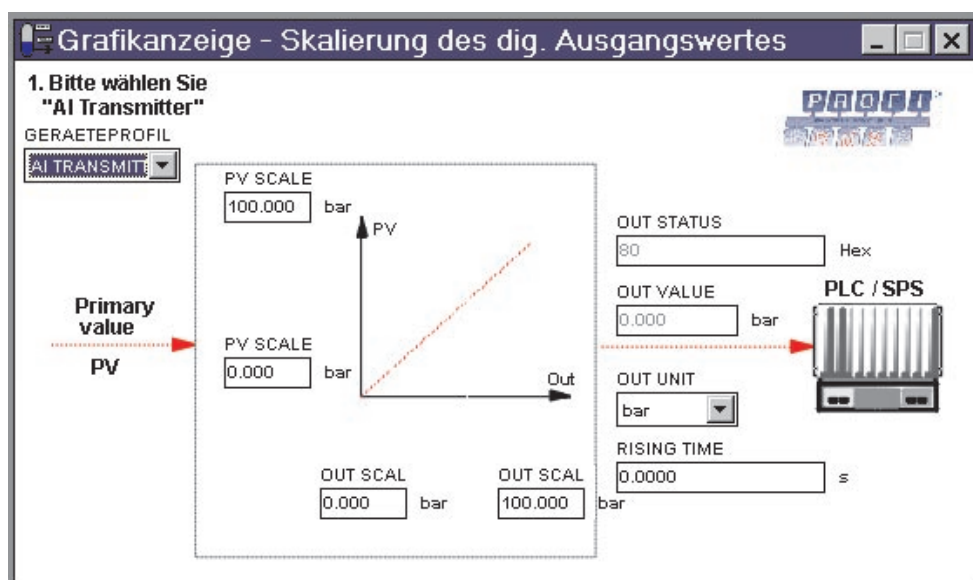 Grafikanzeige - Skalierung des dig. Ausgangswertes
1. Bitte wählen Sie
"AI Transmitter"
GERAETEPROFIL
AI TRANSMIT
PROFI
PV SCALE
100.000 bar
PV
OUT STATUS
80 Hex
Primary
value
PV
OUT VALUE
0.000 bar
PLC / SPS
PV SCALE
0.000 bar
Out
OUT UNIT
bar
RISING TIME
0.0000 s
OUT SCAL
0.000 bar
OUT SCAL
100.000 bar